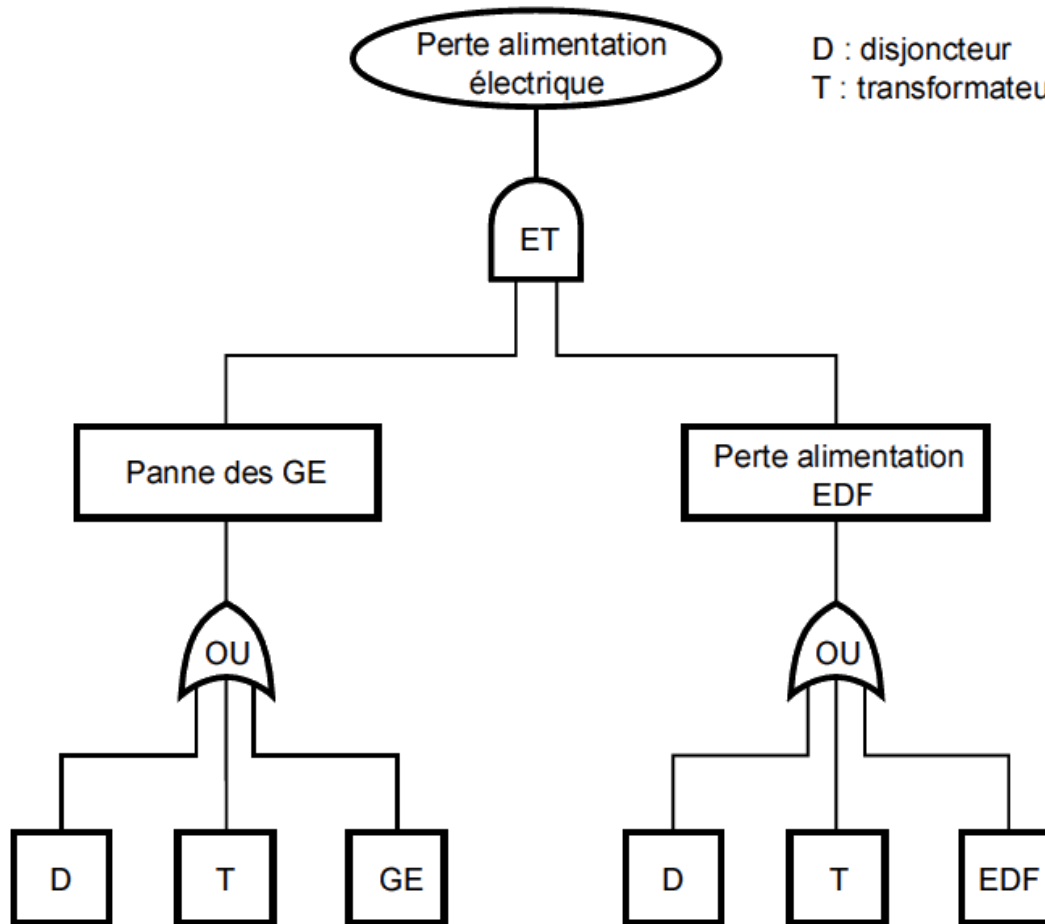 Perte alimentation
électrique
D : disjoncteur
T : transformateu
ET
Panne des GE
Perte alimentation
EDF
OU
OU
D
T
GE
D
T
EDF